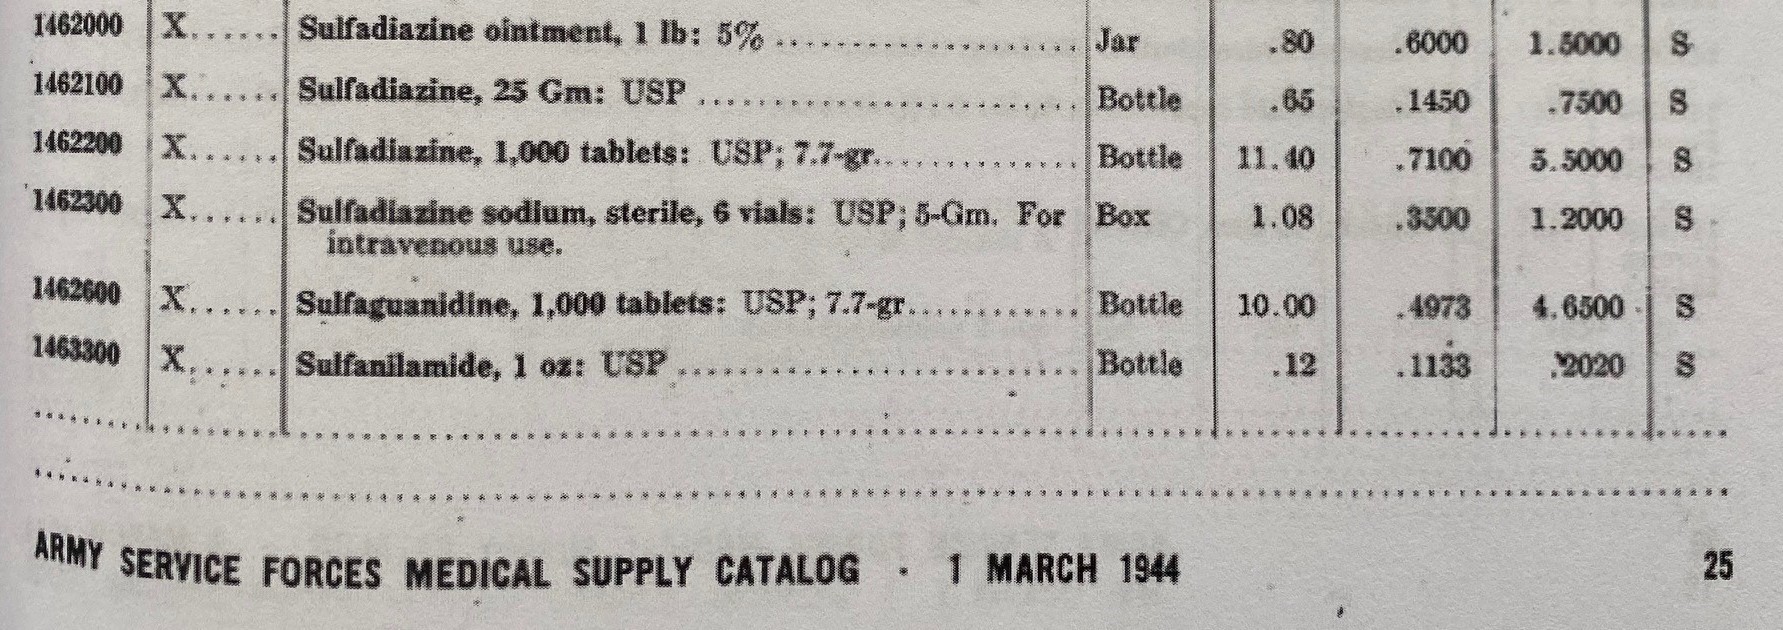 1462000 X...... Sulfadiazine ointment, 1 lb: 5% .............................. Jar .80 .6000 1.5000 S
1462100 X...... Sulfadiazine, 25 Gm: USP .................................... Bottle .65 .1450 .7500 S
1462200 X...... Sulfadiazine, 1,000 tablets: USP; 7.7-gr.................... Bottle 11.40 .7100 5.5000 S
1462300 X...... Sulfadiazine sodium, sterile, 6 vials: USP; 5-Gm. For Box 1.08 .3500 1.2000 S
intravenous use.
1462600 X...... Sulfaguanidine, 1,000 tablets: USP; 7.7-gr................. Bottle 10.00 .4973 4.6500 S
1463300 X...... Sulfanilamide, 1 oz: USP ...................................... Bottle .12 .1133 .2020 S
ARMY SERVICE FORCES MEDICAL SUPPLY CATALOG · 1 MARCH 1944 25